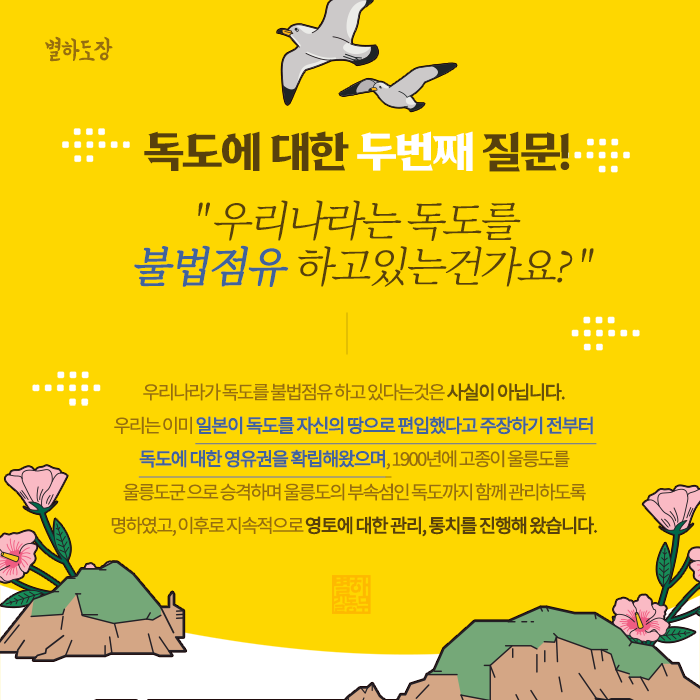 별하도장
독도에 대한 두번째 질문!
"우리나라는 독도를
불법점유 하고있는건가요?"
우리나라가 독도를 불법점유 하고 있다는것은 사실이 아닙니다.
우리는 이미 일본이 독도를 자신의 땅으로 편입했다고 주장하기 전부터
독도에 대한 영유권을 확립해왔으며, 1900년에 고종이 울릉도를
울릉도군 으로 승격하며 울릉도의 부속섬인 독도까지 함께 관리하도록
명하였고, 이후로 지속적으로 영토에 대한 관리, 통치를 진행해 왔습니다.